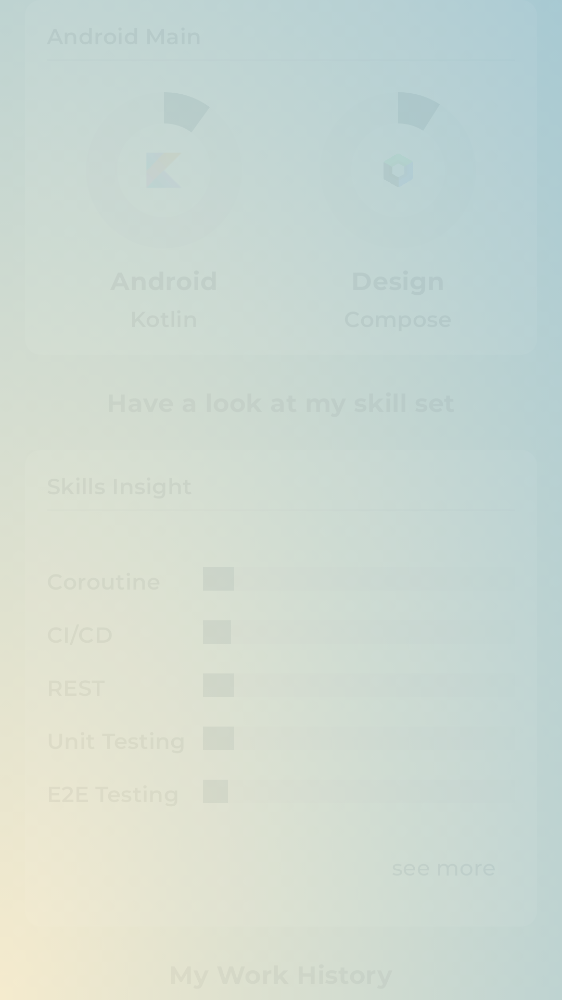 Android Main
Android
Design
Kotlin
Compose
Have a look at my skill set
Skills Insight
Coroutine
CI/CD
REST
Unit Testing
E2E Testing
see more
My Work History